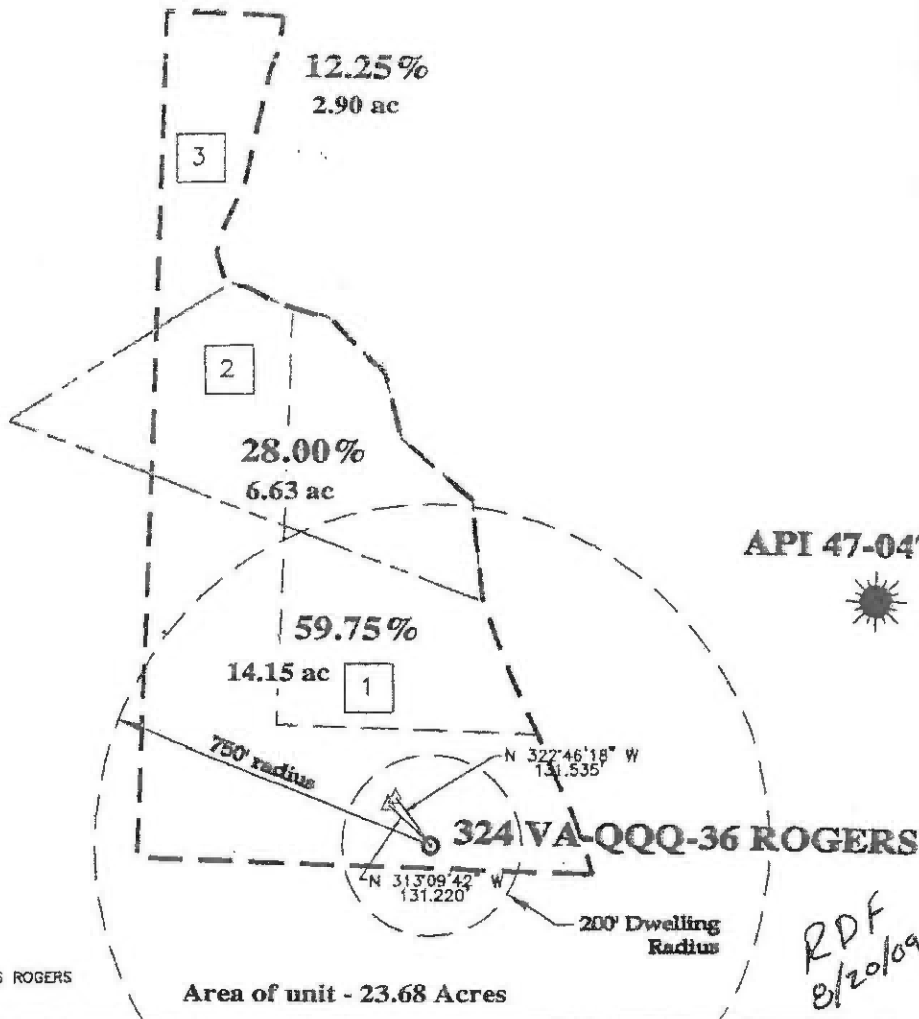 12.25%
2.90 ac
3
2
28.00%
6.63 ac
API 47-04
59.75%
14.15 ac
1
750' radius
N 322°46'18" W
131.535'
324 VA-QQQ-36 ROGERS
N 313°09'42" W
131.220'
200' Dwelling
Radius
RDF
8/20/09
ROGERS
Area of unit - 23.68 Acres